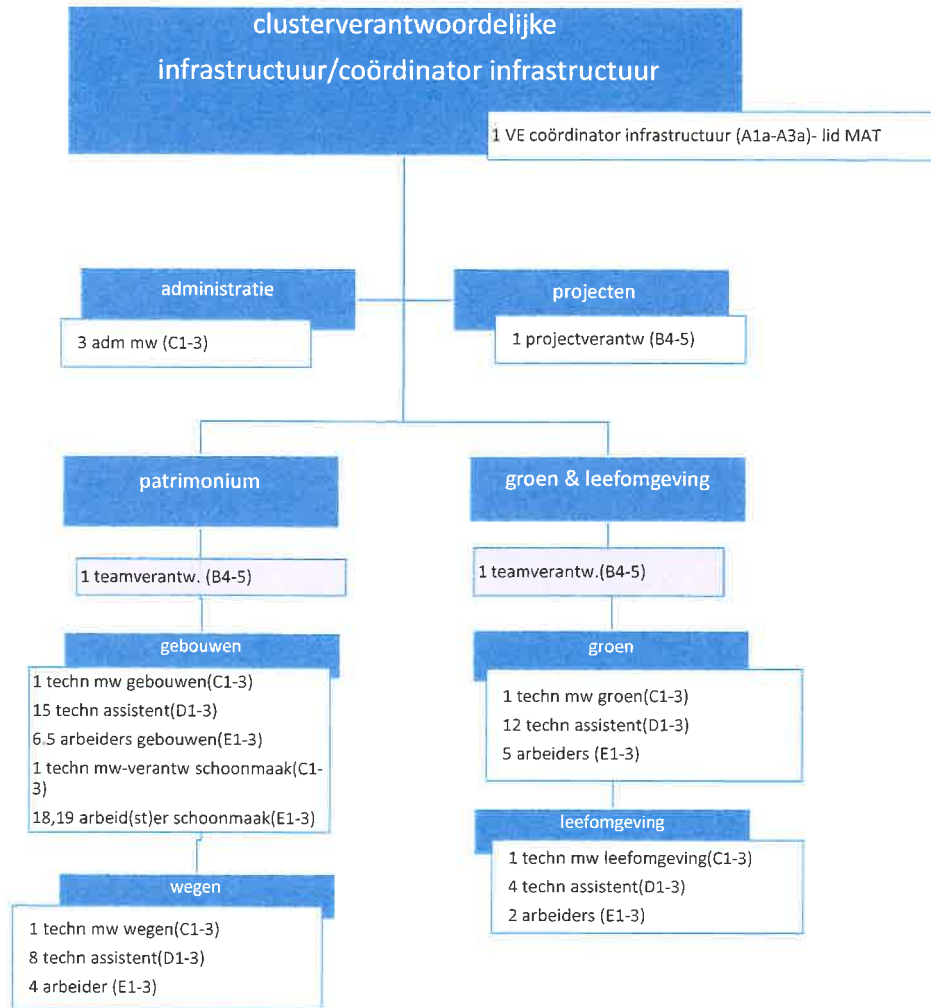 clusterverantwoordelijke
infrastructuur/coördinator infrastructuur
1 VE coördinator infrastructuur (A1a-A3a)- lid MAT
administratie
3 adm mw (C1-3)
projecten
1 projectverantw (B4-5)
patrimonium
1 teamverantw. (B4-5)
gebouwen
1 techn mw gebouwen(C1-3)
15 techn assistent(D1-3)
6.5 arbeiders gebouwen(E1-3)
1 techn mw-verantw schoonmaak(C1-
3)
18,19 arbeid(st)er schoonmaak(E1-3)
wegen
1 techn mw wegen(C1-3)
8 techn assistent(D1-3)
4 arbeider (E1-3)
groen & leefomgeving
1 teamverantw.(B4-5)
groen
1 techn mw groen(C1-3)
12 techn assistent(D1-3)
5 arbeiders (E1-3)
leefomgeving
1 techn mw leefomgeving(C1-3)
4 techn assistent(D1-3)
2 arbeiders (E1-3)